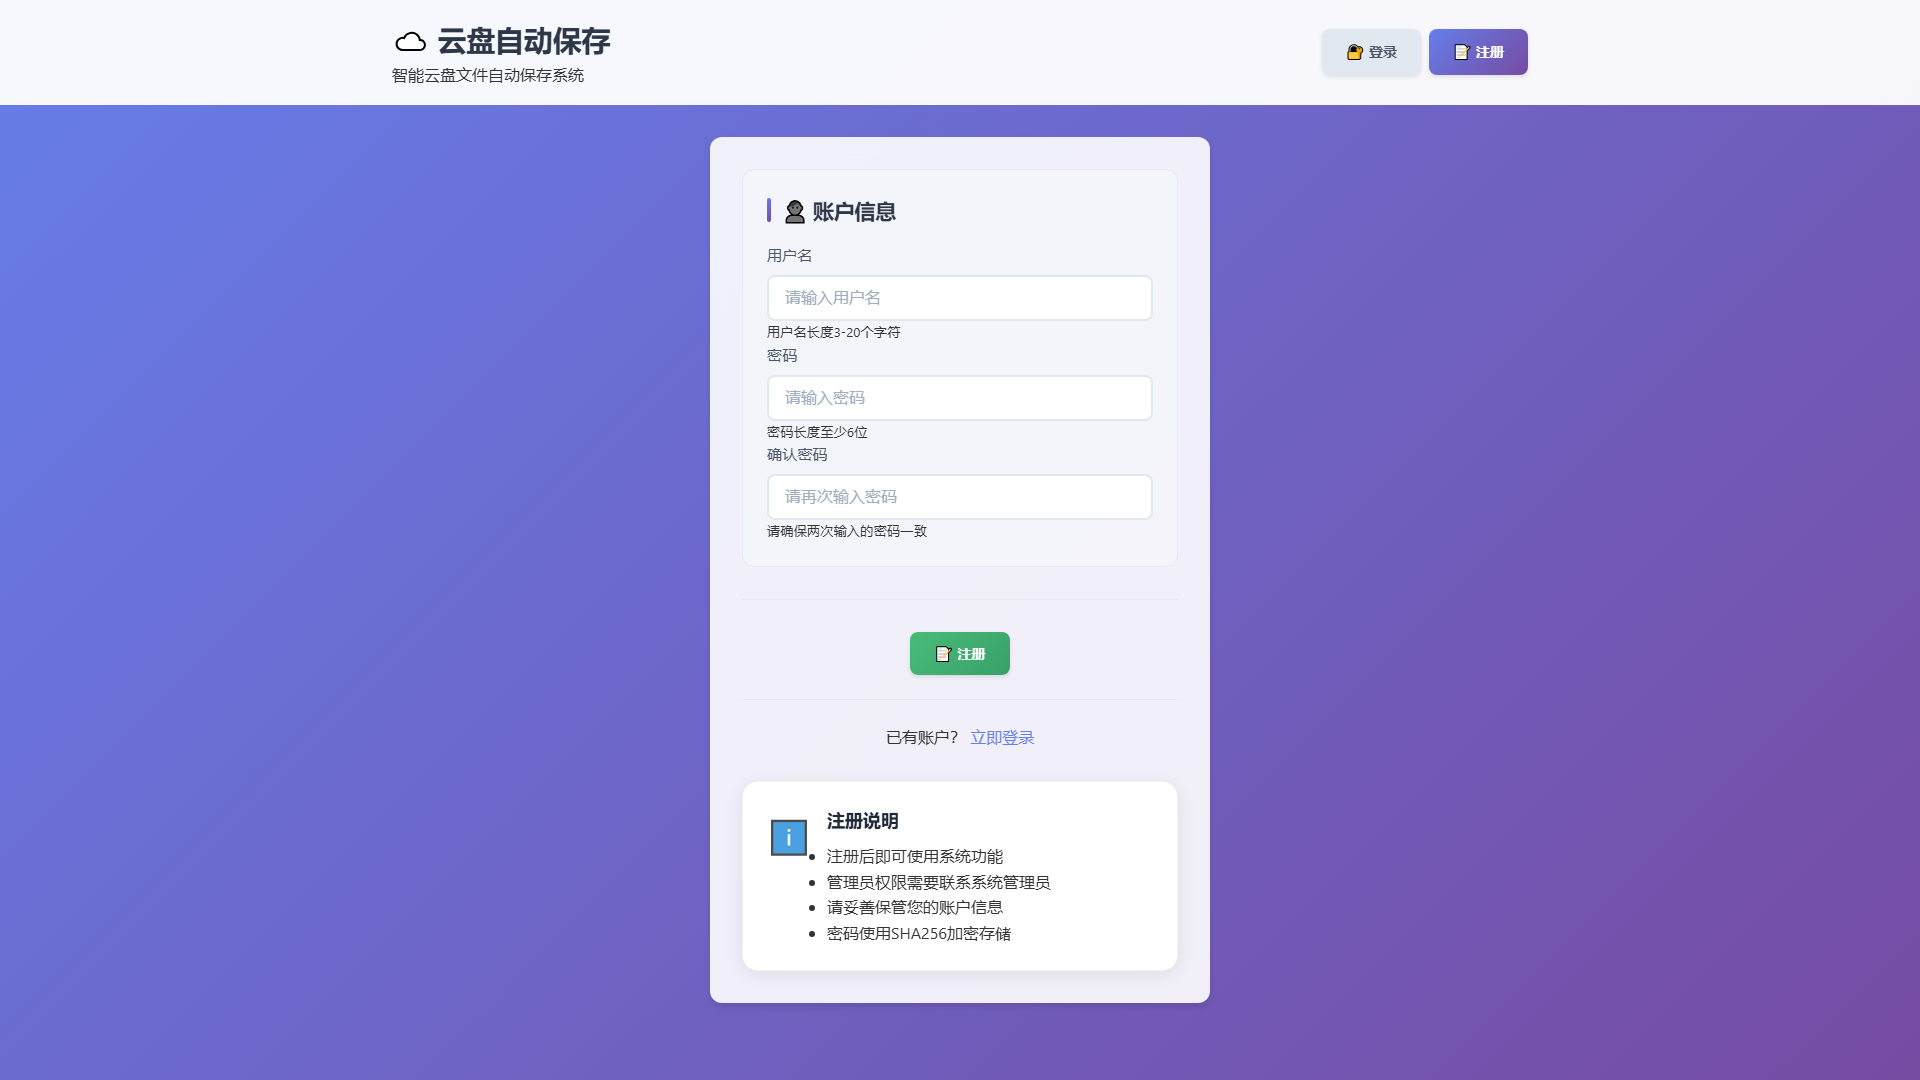 云盘自动保存
智能云盘文件自动保存系统
登录
注册
账户信息
用户名
请输入用户名
用户名长度3-20个字符
密码
请输入密码
密码长度至少6位
确认密码
请再次输入密码
请确保两次输入的密码一致
注册
已有账户? 立即登录
注册说明
注册后即可使用系统功能
管理员权限需要联系系统管理员
请妥善保管您的账户信息
密码使用SHA256加密存储